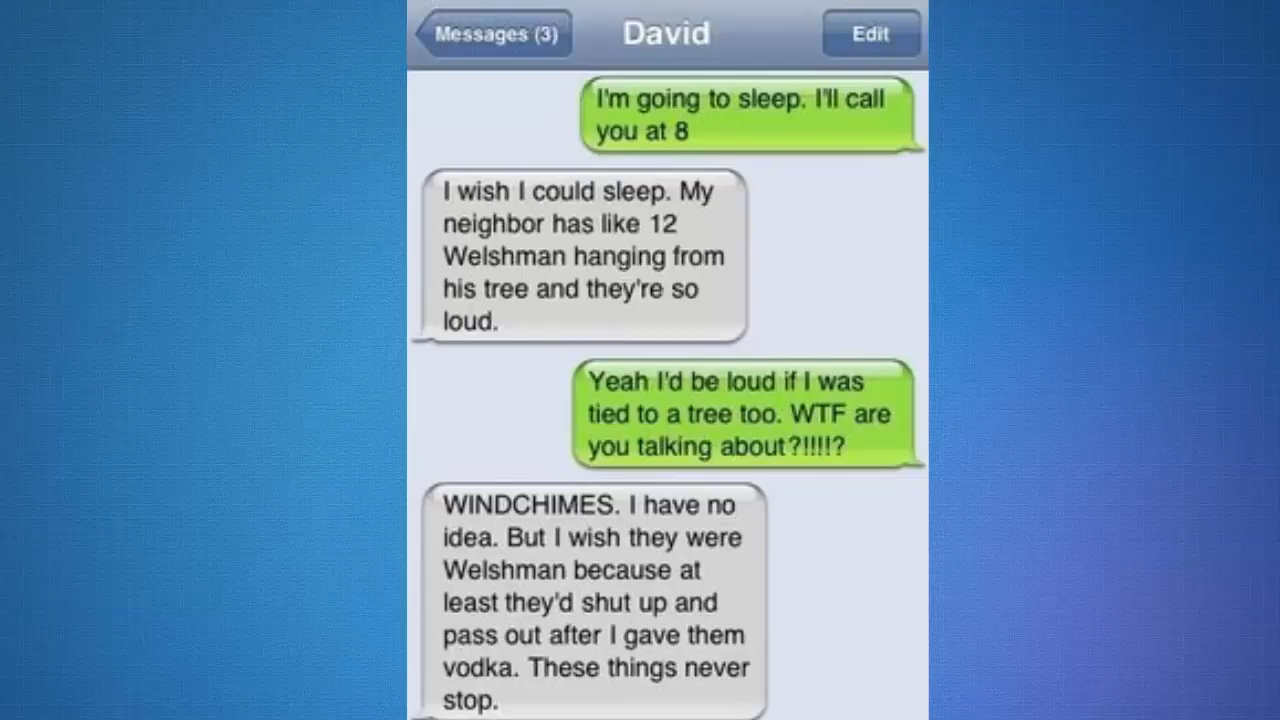 Messages (3)
David
Edit
I'm going to sleep. I'll call
you at 8
I wish I could sleep. My
neighbor has like 12
Welshman hanging from
his tree and they're so
loud.
Yeah I'd be loud if I was
tied to a tree too. WTF are
you talking about?!!!!?
WINDCHIMES. I have no
idea. But I wish they were
Welshman because at
least they'd shut up and
pass out after I gave them
vodka. These things never
stop.